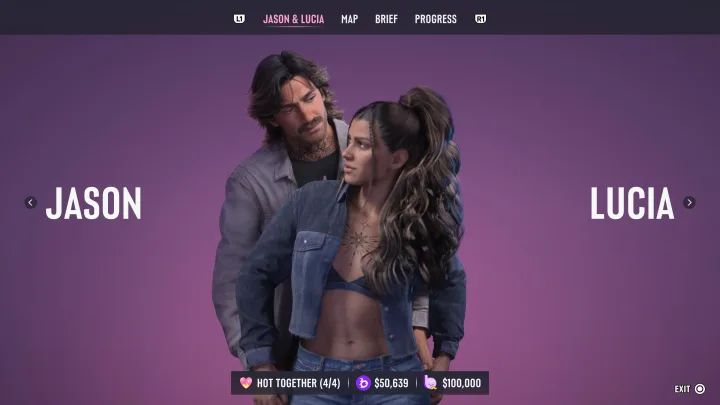 L1 JASON & LUCIA MAP BRIEF PROGRESS R1
JASON
LUCIA
HOT TOGETHER (4/4) $50,639 $100,000
EXIT